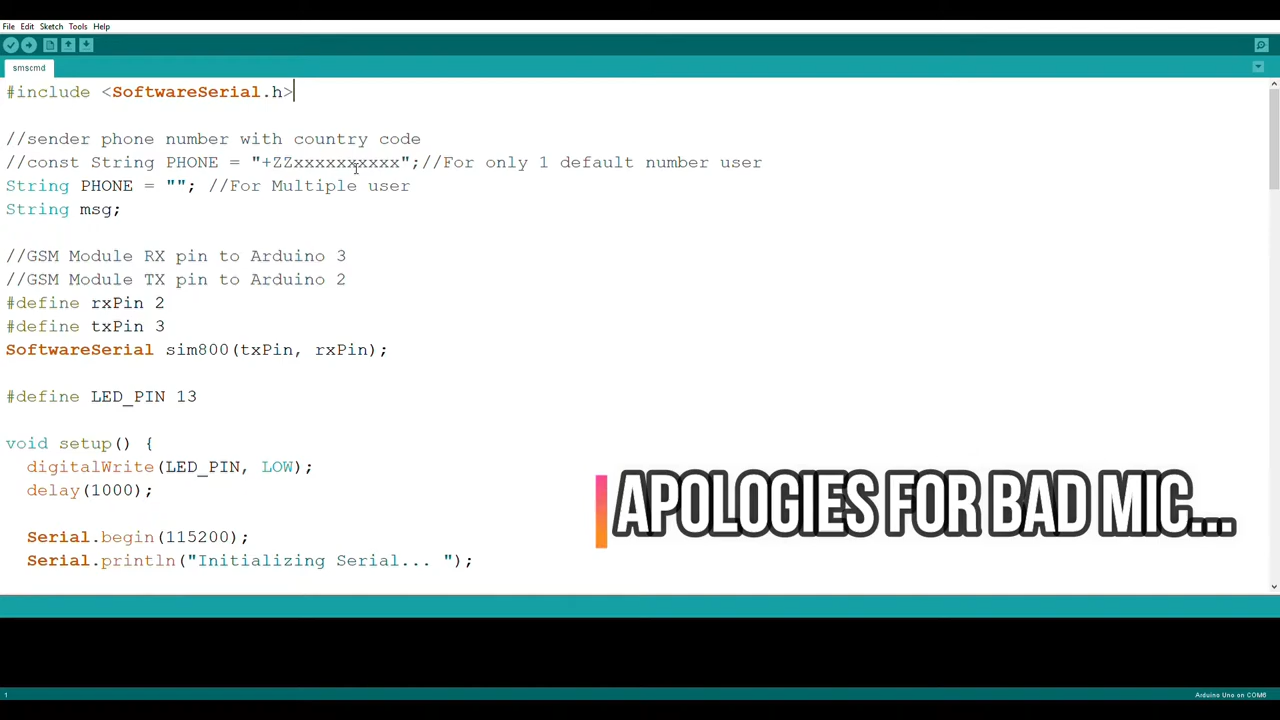 File Edit Sketch Tools Help
smscmd
#include <SoftwareSerial.h>
//sender phone number with country code
//const String PHONE = "+ZZxxxxxxxxxx";//For only 1 default number user
String PHONE = ""; //For Multiple user
String msg;
//GSM Module RX pin to Arduino 3
//GSM Module TX pin to Arduino 2
#define rxPin 2
#define txPin 3
SoftwareSerial sim800(txPin, rxPin);
#define LED_PIN 13
void setup() {
digitalWrite(LED_PIN, LOW);
delay(1000);
APOLOGIES FOR BAD MIC...
Serial.begin(115200);
Serial.println("Initializing Serial... ");
1
Arduino Uno on COM6